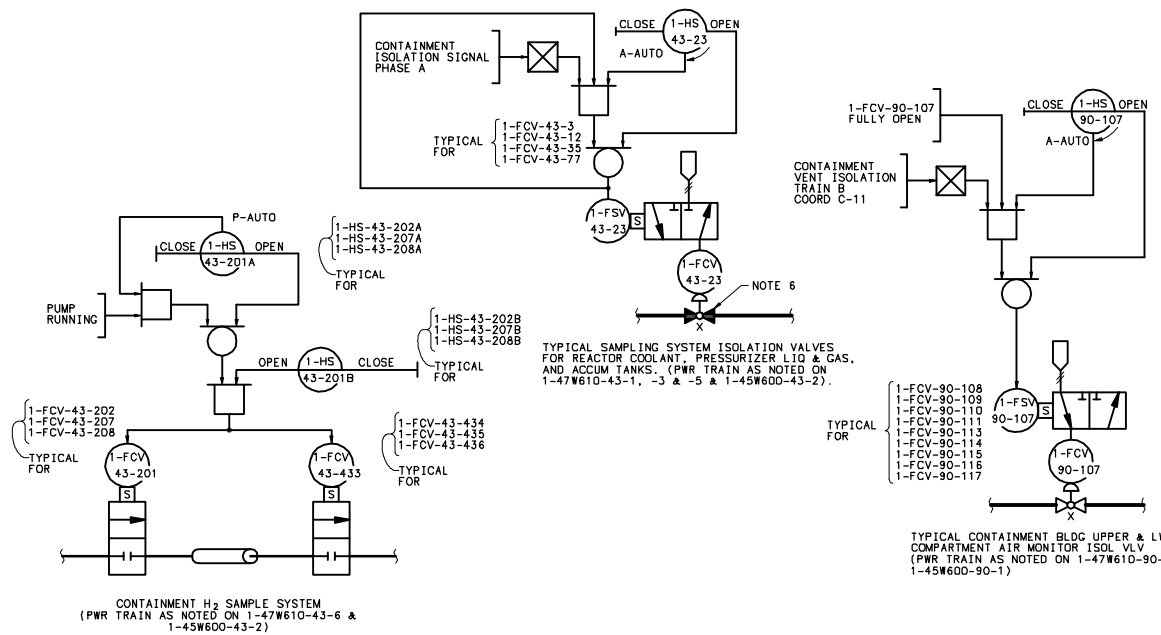 1-HS
43-23
CLOSE
OPEN
A-AUTO
CONTAINMENT
ISOLATION SIGNAL
PHASE A
TYPICAL
FOR
1-FCV-43-3
1-FCV-43-12
1-FCV-43-35
1-FCV-43-77
1-FSV
43-23
S
1-FCV
43-23
NOTE 6
X
TYPICAL SAMPLING SYSTEM ISOLATION VALVES
FOR REACTOR COOLANT, PRESSURIZER LIQ & GAS,
AND ACCUM TANKS. (PWR TRAIN AS NOTED ON
1-47W610-43-1, -3 & -5 & 1-45W600-43-2).
P-AUTO
CLOSE
1-HS
43-201A
OPEN
1-HS-43-202A
1-HS-43-207A
1-HS-43-208A
TYPICAL
FOR
PUMP
RUNNING
OPEN
1-HS
43-201B
CLOSE
1-HS-43-202B
1-HS-43-207B
1-HS-43-208B
TYPICAL
FOR
1-FCV-43-202
1-FCV-43-207
1-FCV-43-208
TYPICAL
FOR
1-FCV
43-201
S
1-FCV
43-433
S
1-FCV-43-434
1-FCV-43-435
1-FCV-43-436
TYPICAL
FOR
CONTAINMENT H2 SAMPLE SYSTEM
(PWR TRAIN AS NOTED ON 1-47W610-43-6 &
1-45W600-43-2)
1-FCV-90-107
FULLY OPEN
CLOSE
1-HS
90-107
OPEN
A-AUTO
CONTAINMENT
VENT ISOLATION
TRAIN B
COORD C-11
TYPICAL
FOR
1-FCV-90-108
1-FCV-90-109
1-FCV-90-110
1-FCV-90-111
1-FCV-90-113
1-FCV-90-114
1-FCV-90-115
1-FCV-90-116
1-FCV-90-117
1-FSV
90-107
S
1-FCV
90-107
X
TYPICAL CONTAINMENT BLDG UPPER &
COMPARTMENT AIR MONITOR ISOL VLV
(PWR TRAIN AS NOTED ON 1-47W610-90-
1-45W600-90-1)